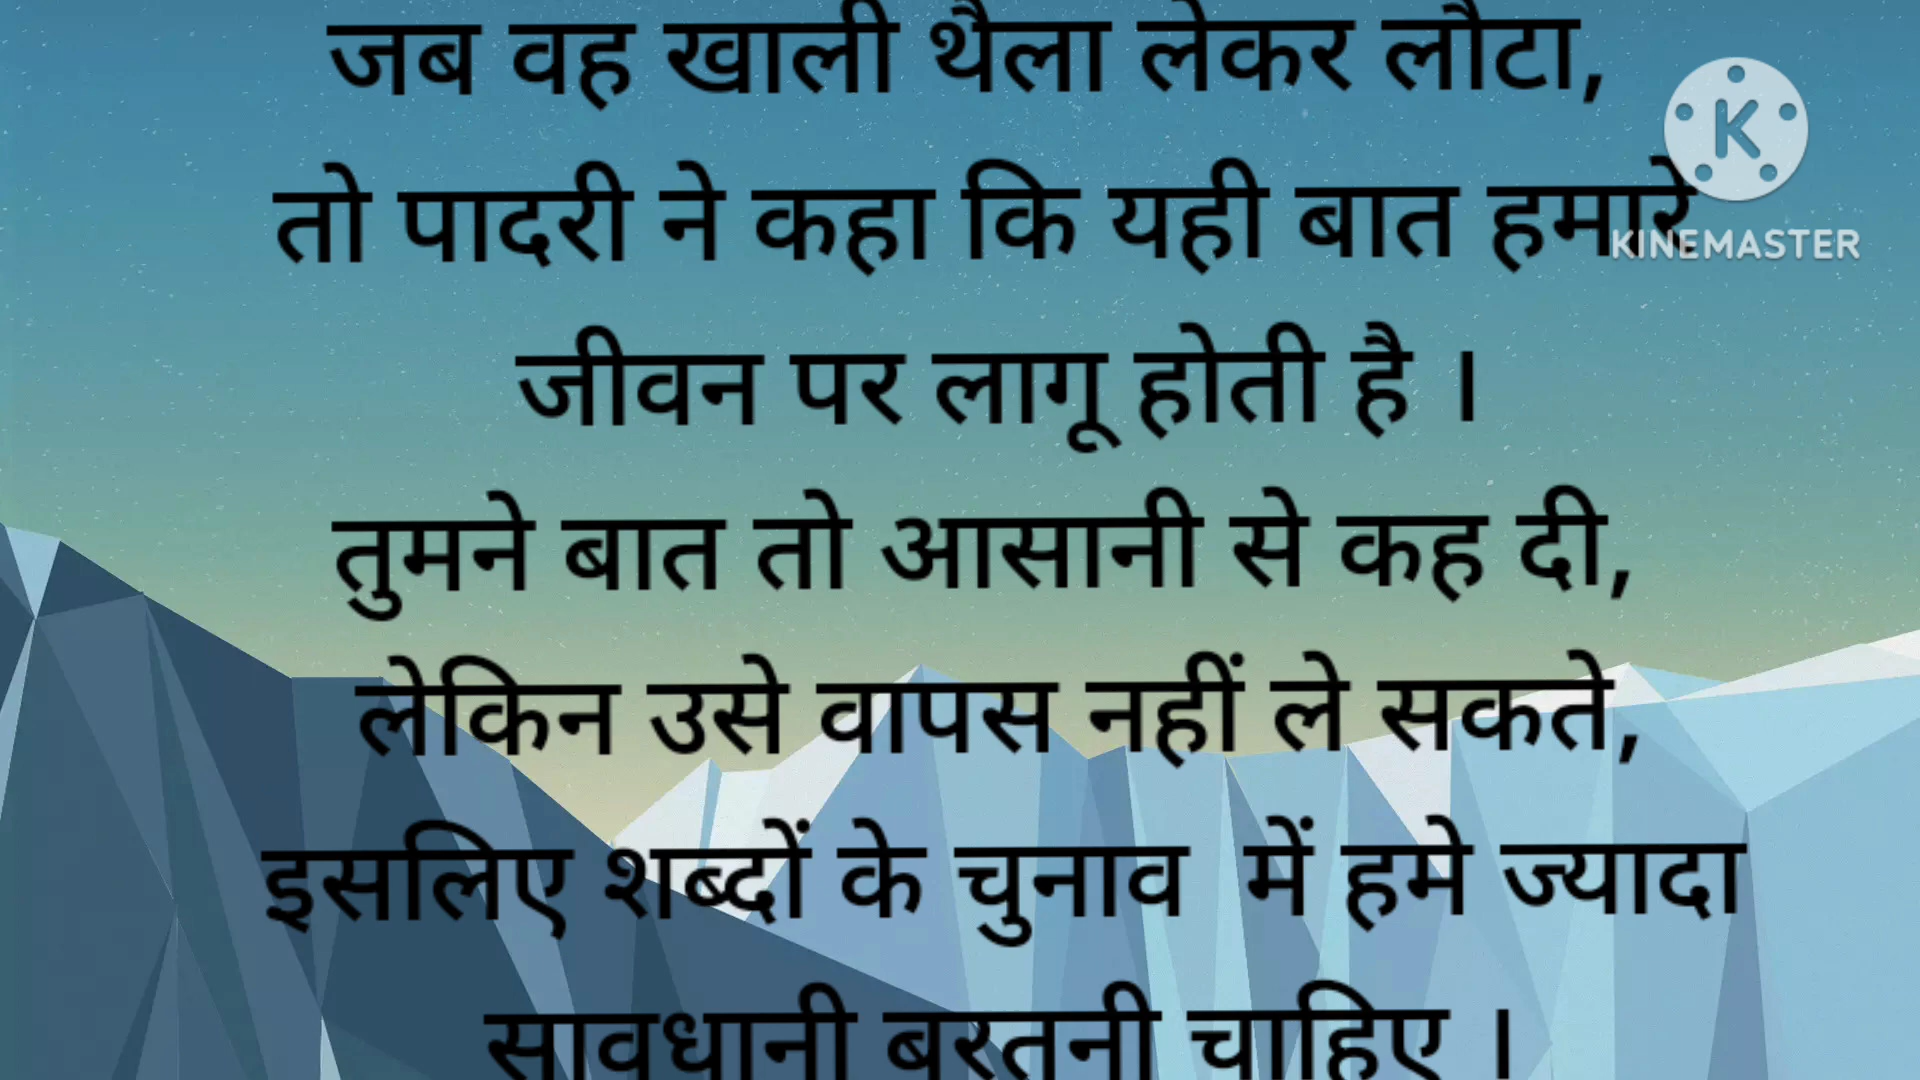 जब वह खाली थैला लेकर लौटा,
तो पादरी ने कहा कि यही बात हमारे
KINEMASTER
जीवन पर लागू होती है ।
तुमने बात तो आसानी से कह दी,
लेकिन उसे वापस नहीं ले सकते,
इसलिए शब्दों के चुनाव में हमे ज्यादा
सावधानी बरतनी चाहिए ।